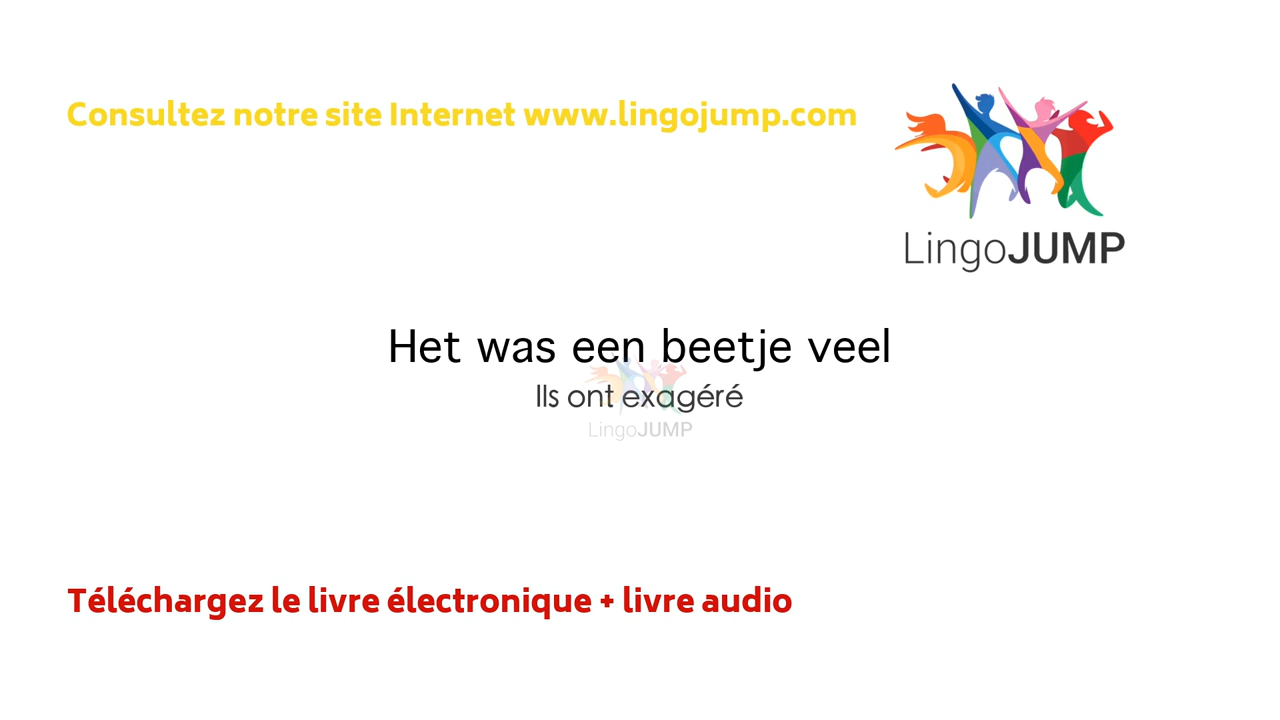 Consultez notre site Internet www.lingojump.com
LingoJUMP
Het was een beetje veel
Ils ont exagéré
LingoJUMP
Téléchargez le livre électronique + livre audio